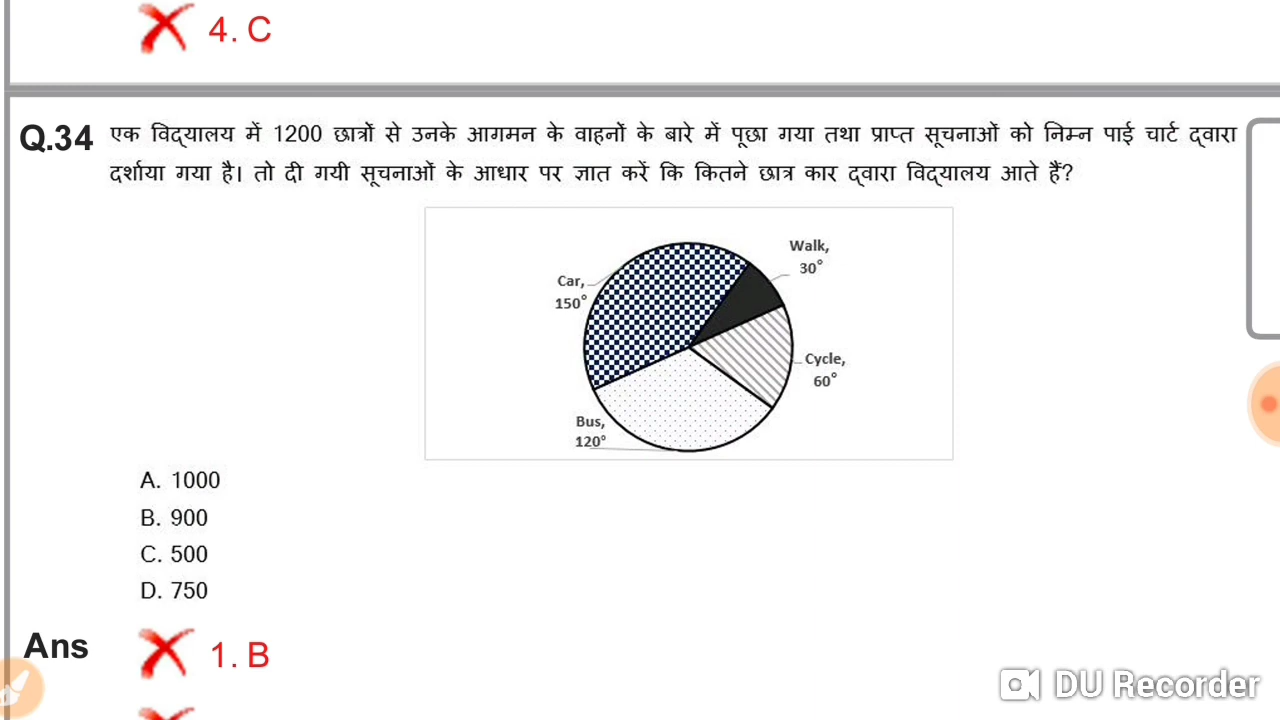 4. C
Q.34 एक विद्यालय में 1200 छात्रों से उनके आगमन के वाहनों के बारे में पूछा गया तथा प्राप्त सूचनाओं को निम्न पाई चार्ट द्वारा
दर्शाया गया है। तो दी गयी सूचनाओं के आधार पर ज्ञात करें कि कितने छात्र कार द्वारा विद्यालय आते हैं?
Walk,
30°
Car,
150°
Cycle,
60°
Bus,
120°
A. 1000
B. 900
C. 500
D. 750
Ans 1. B
DU Recorder